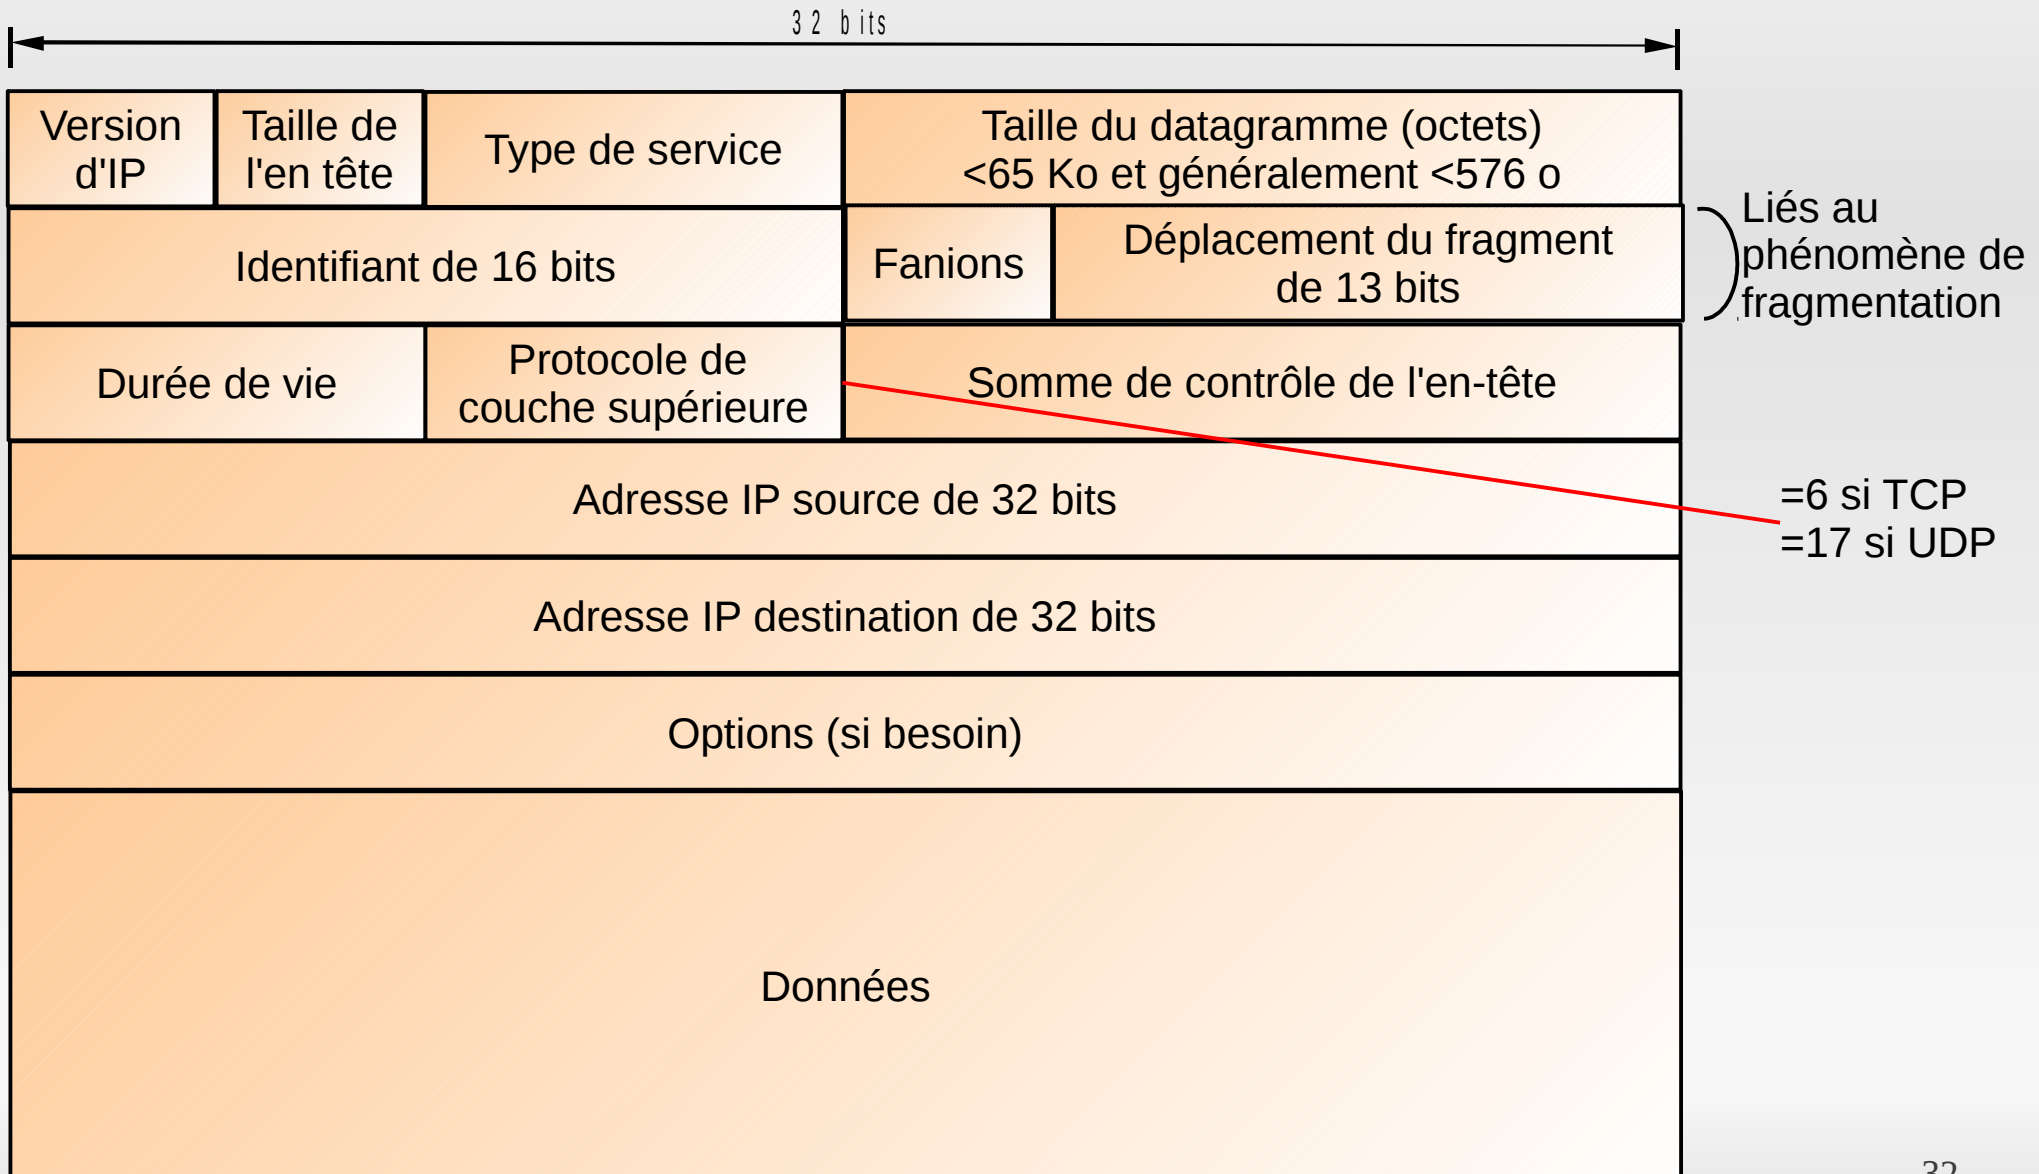 32 bits
Version
d'IP
Taille de
l'en tête
Type de service
Taille du datagramme (octets)
<65 Ko et généralement <576 o
Identifiant de 16 bits
Fanions
Déplacement du fragment
de 13 bits
Liés au
phénomène de
fragmentation
Durée de vie
Protocole de
couche supérieure
Somme de contrôle de l'en-tête
Adresse IP source de 32 bits
=6 si TCP
=17 si UDP
Adresse IP destination de 32 bits
Options (si besoin)
Données
32